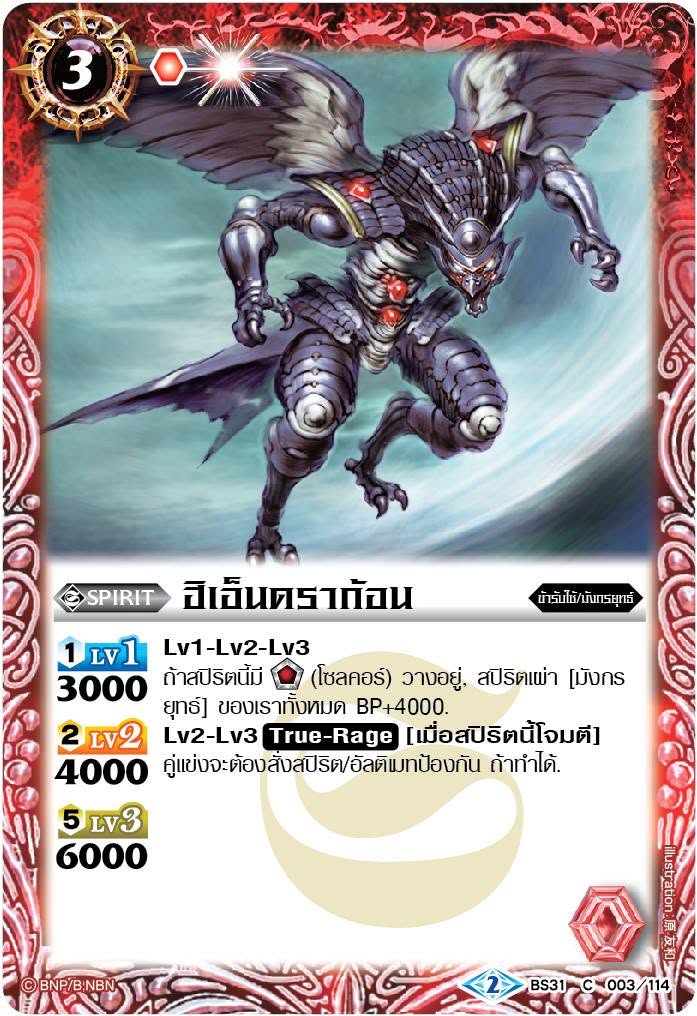 3
SPIRIT
ฮิเอ็นดราก้อน
ข้ารับใช้/มังกรยุทธ์
1 LV1
3000
2 LV2
4000
5 LV3
6000
Lv1-Lv2-Lv3
ถ้าสปิริตนี้มี (โซลคอร์) วางอยู่, สปิริตเผ่า [มังกร
ยุทธ์] ของเราทั้งหมด BP+4000.
Lv2-Lv3 True-Rage [เมื่อสปิริตนี้โจมตี]
คู่แข่งจะต้องสั่งสปิริต/อัลติเมทป้องกัน ถ้าทำได้.
illustration : 原 友和
©BNP/B,NBN
2
BS31 C 003/114